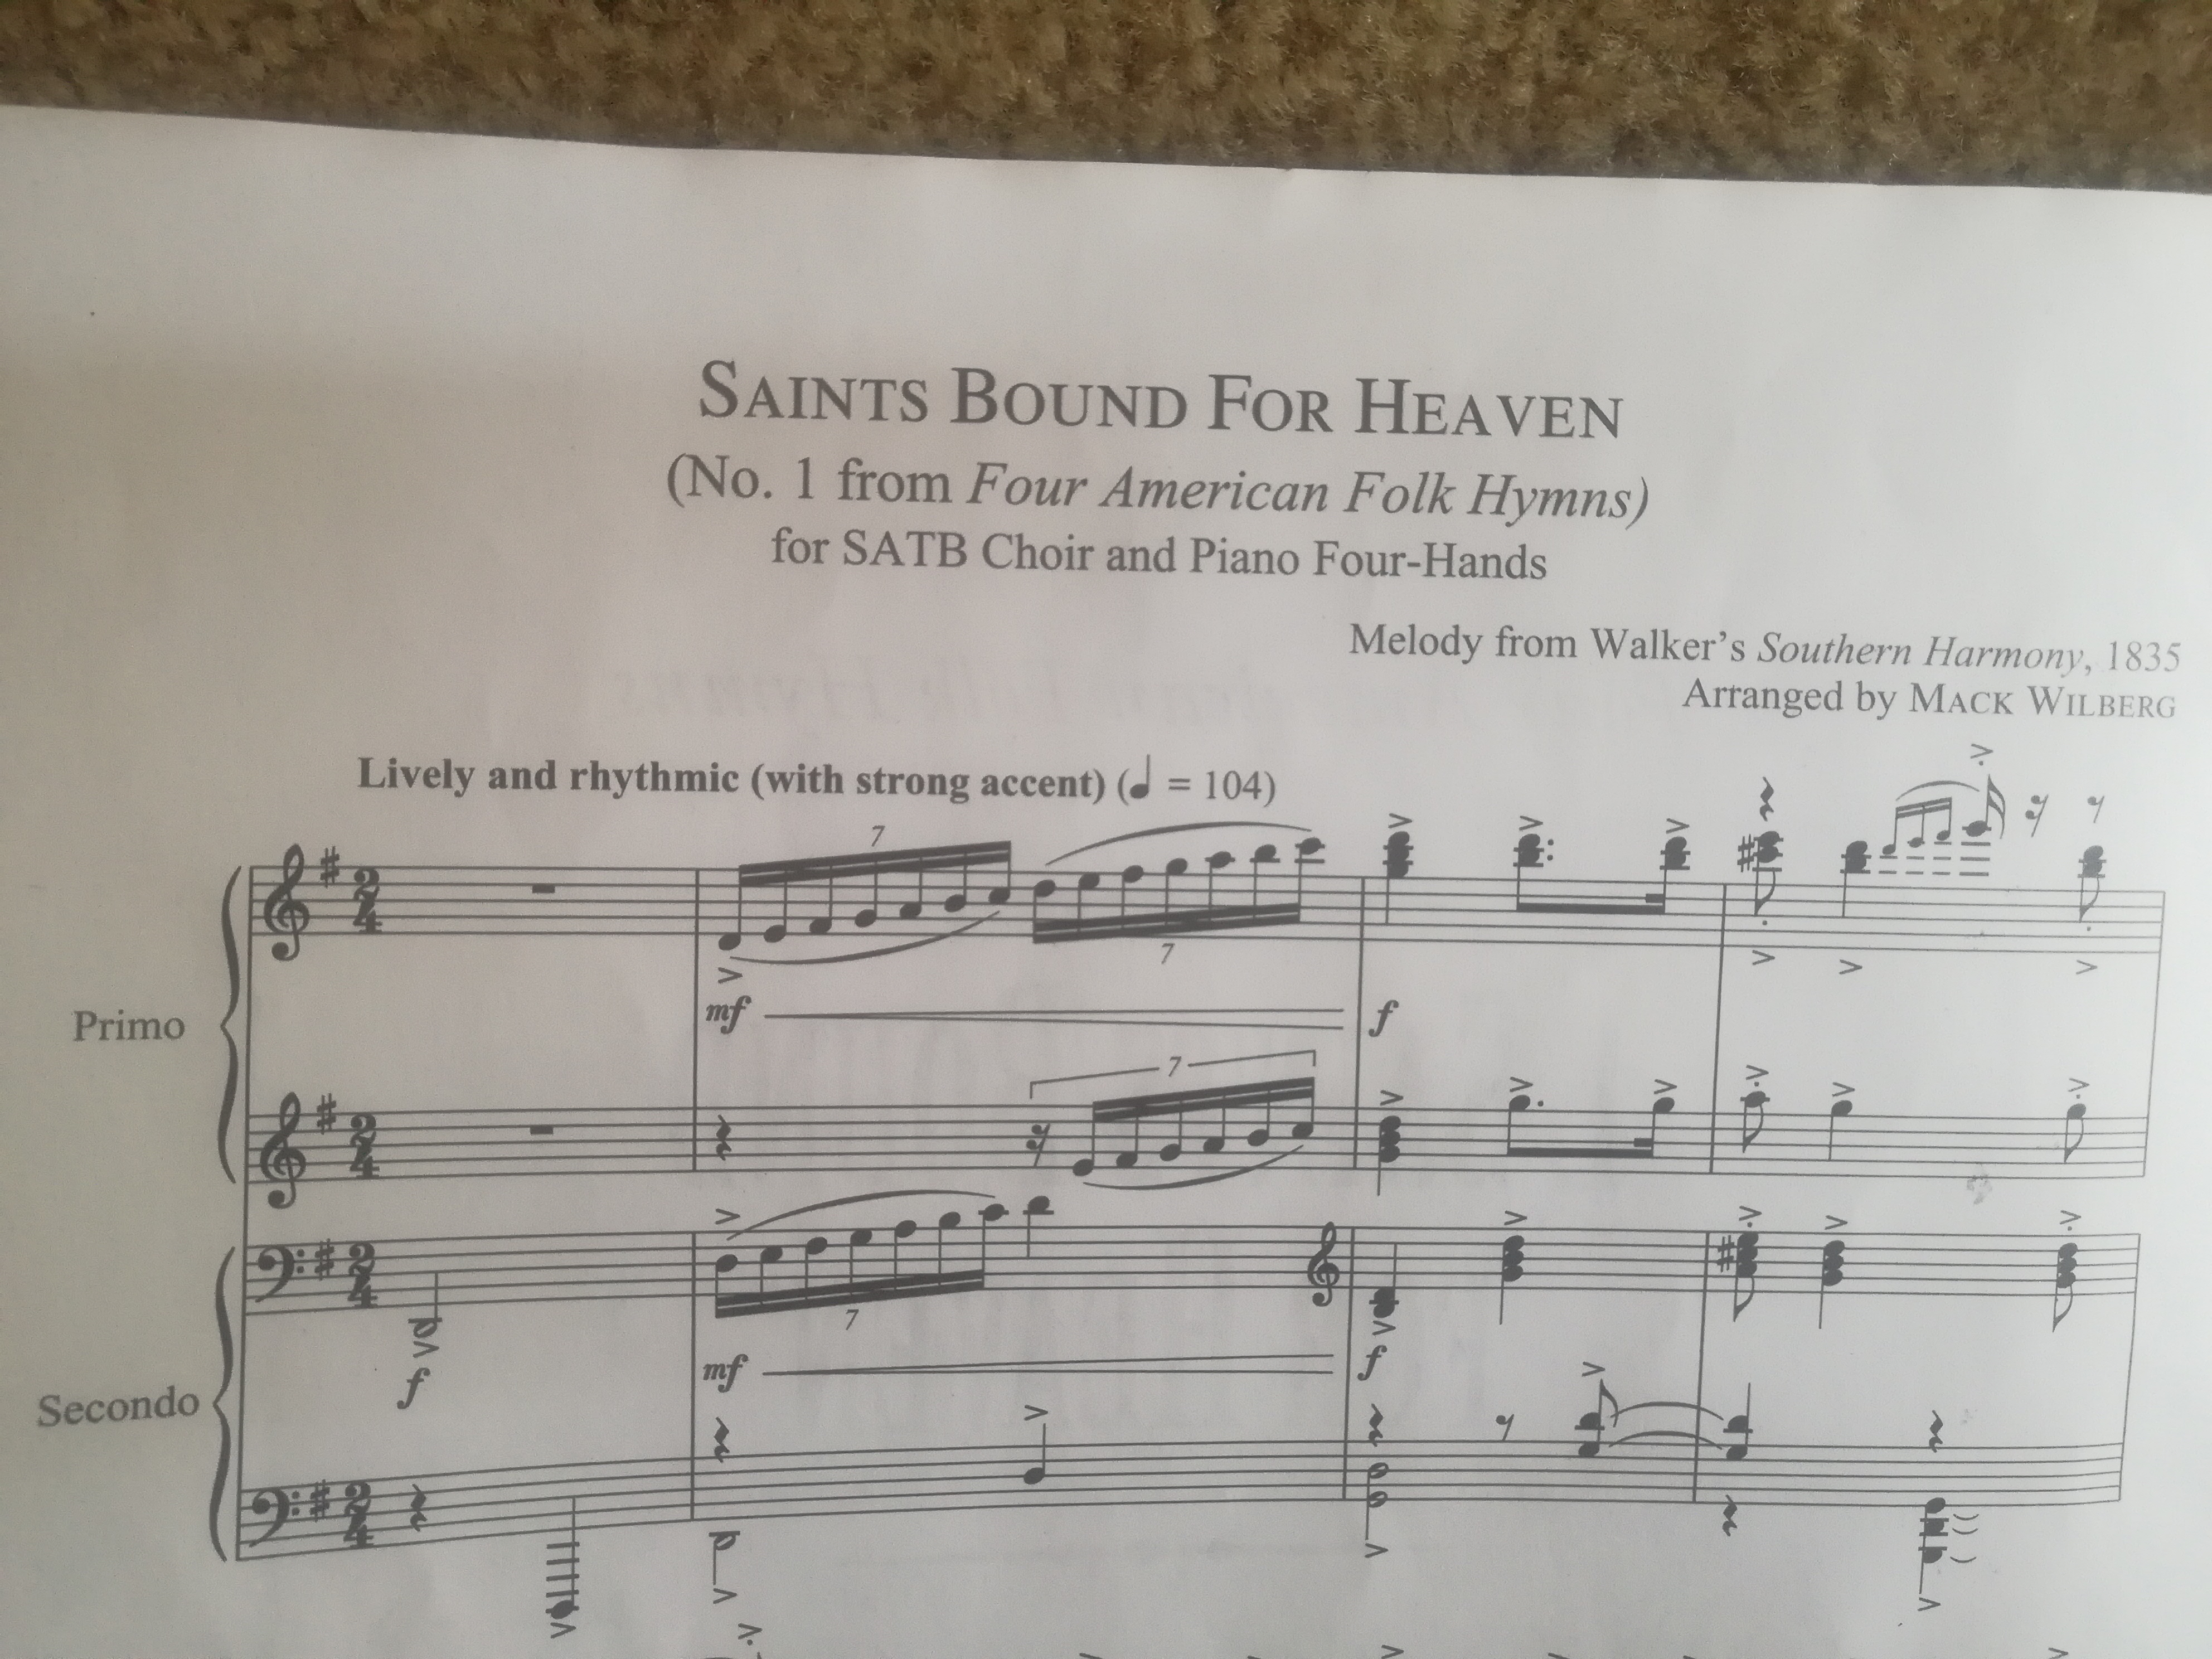 SAINTS BOUND FOR HEAVEN
(No. 1 from Four American Folk Hymns)
for SATB Choir and Piano Four-Hands
Melody from Walker's Southern Harmony, 1835
Arranged by MACK WILBERG
Lively and rhythmic (with strong accent) (♩ = 104)
7
7
Primo
mf
f
7
7
Secondo
f
mf
f